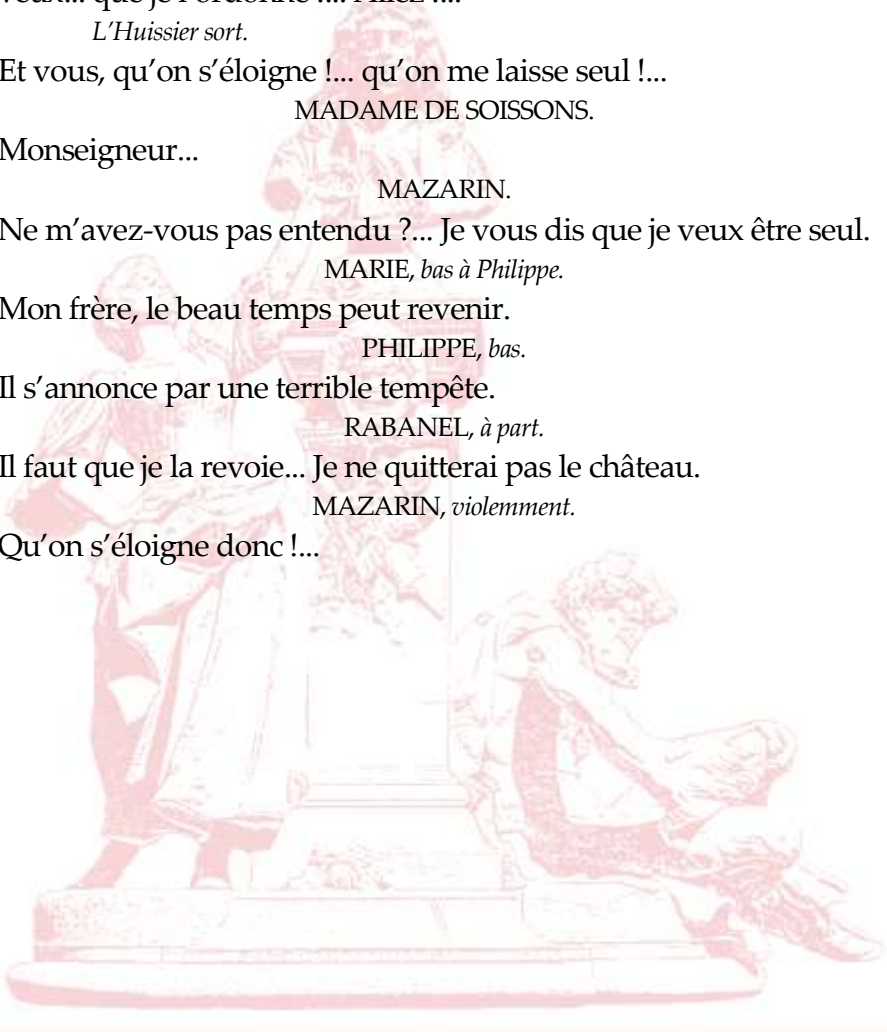 L'Huissier sort.
Et vous, qu'on s'éloigne !... qu'on me laisse seul !...
MADAME DE SOISSONS.
Monseigneur...
MAZARIN.
Ne m'avez-vous pas entendu ?... Je vous dis que je veux être seul.
MARIE, bas à Philippe.
Mon frère, le beau temps peut revenir.
PHILIPPE, bas.
Il s'annonce par une terrible tempête.
RABANEL, à part.
Il faut que je la revoie... Je ne quitterai pas le château.
MAZARIN, violemment.
Qu'on s'éloigne donc !...